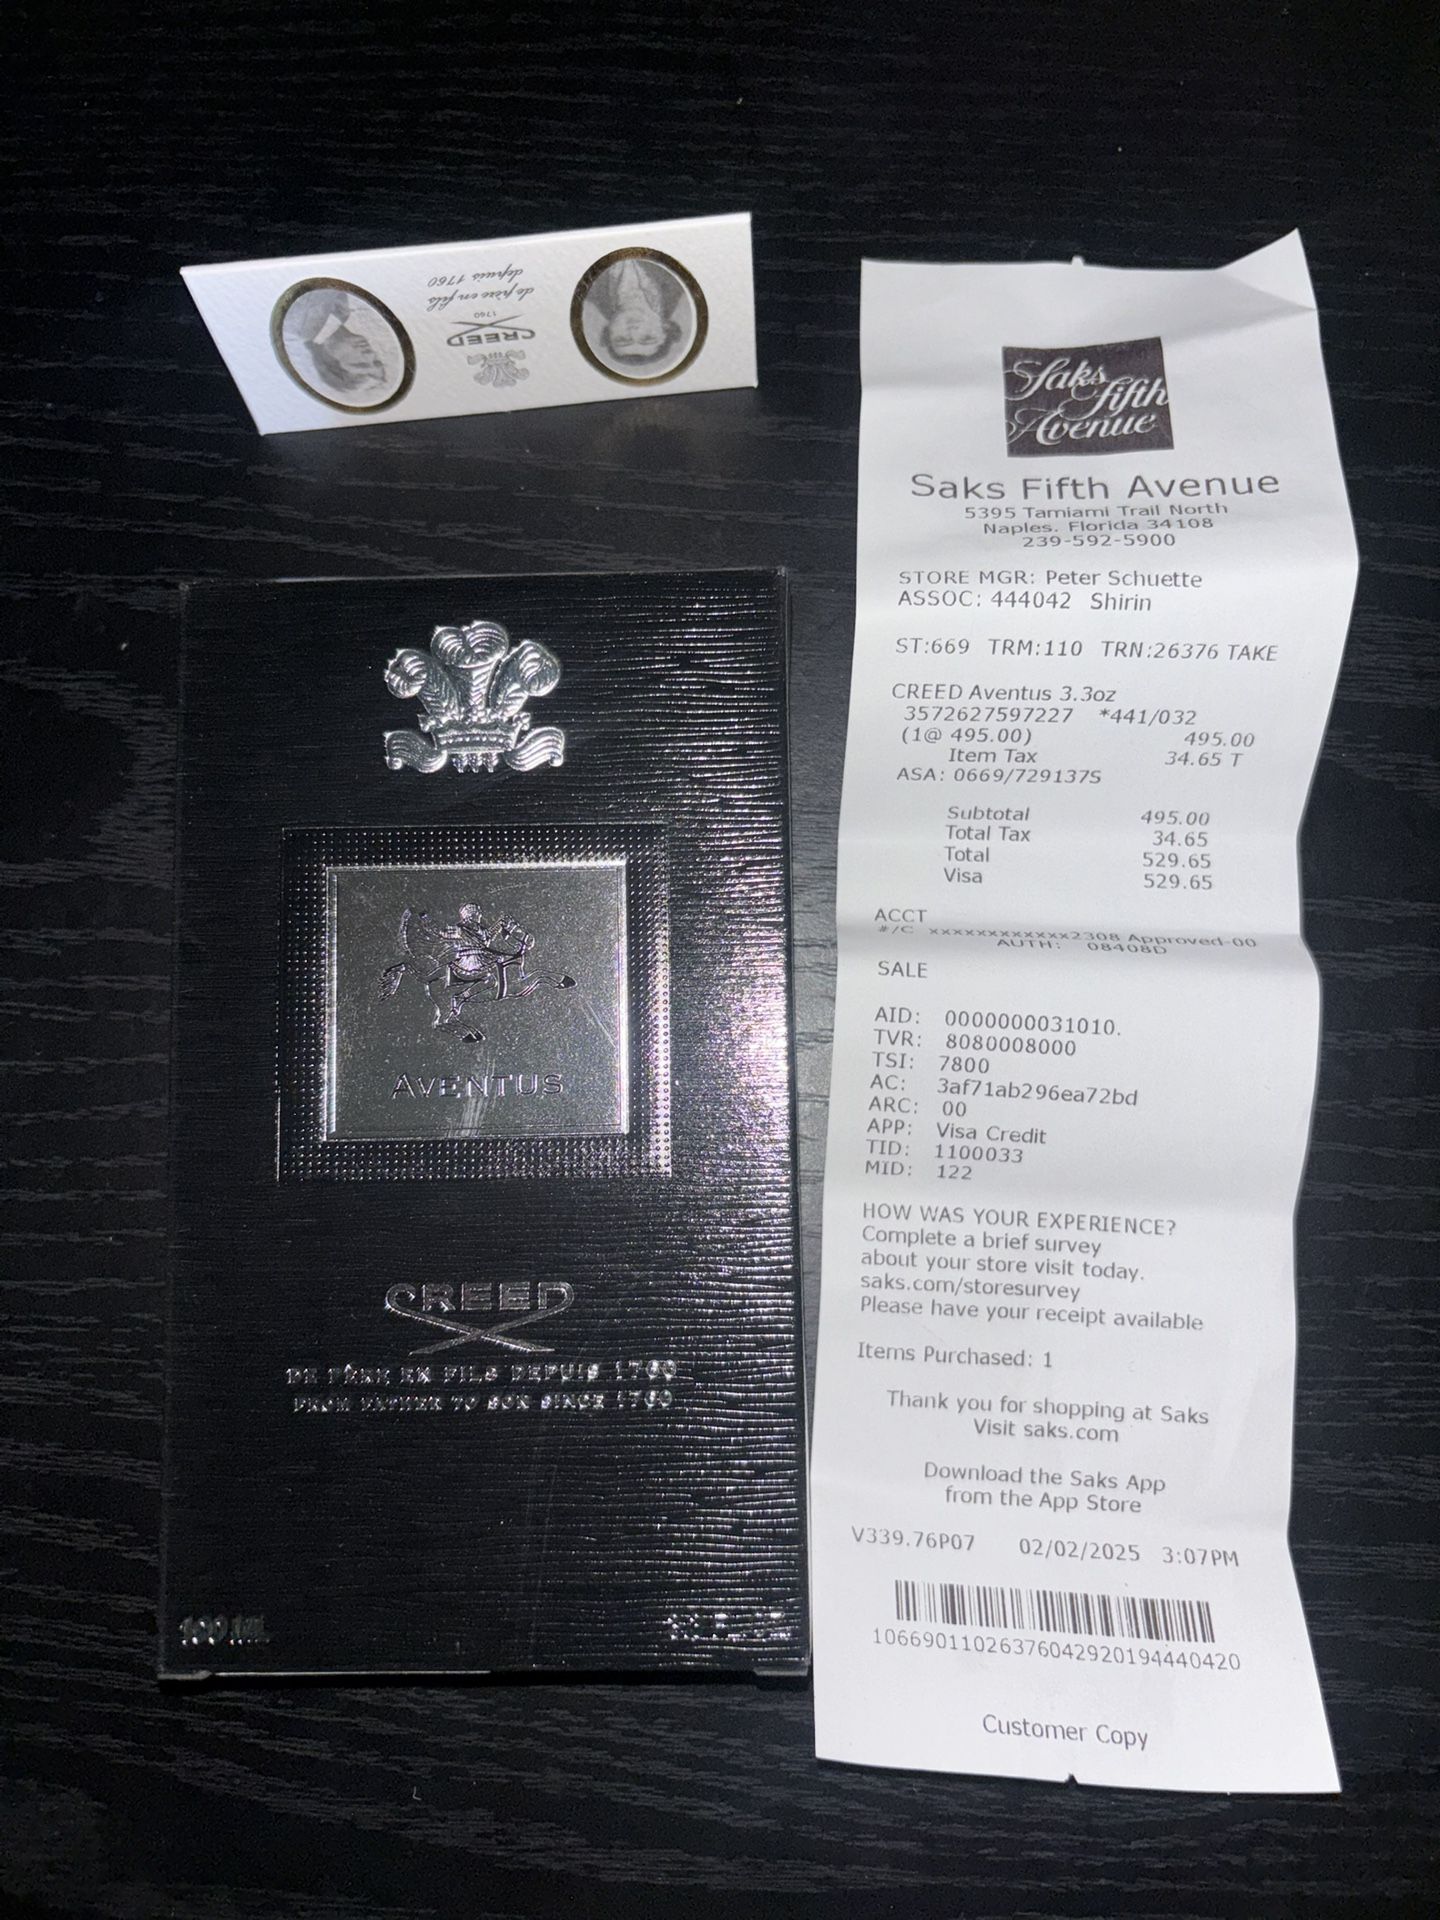 CREED
1760
de père en fils
depuis 1760
AVENTUS
CREED
DE PÈRE EN FILS DEPUIS 1760
FROM FATHER TO SON SINCE 1760
100 ML
Saks
Fifth
Avenue
Saks Fifth Avenue
5395 Tamiami Trail North
Naples. Florida 34108
239-592-5900
STORE MGR: Peter Schuette
ASSOC: 444042 Shirin
ST:669 TRM:110 TRN:26376 TAKE
CREED Aventus 3.3oz
3572627597227 *441/032
(1@ 495.00) 495.00
Item Tax 34.65 T
ASA: 0669/729137S
Subtotal 495.00
Total Tax 34.65
Total 529.65
Visa 529.65
ACCT
#/C xxxxxxxxxxxx2308 Approved-00
AUTH: 08408D
SALE
AID: 0000000031010.
TVR: 8080008000
TSI: 7800
AC: 3af71ab296ea72bd
ARC: 00
APP: Visa Credit
TID: 1100033
MID: 122
HOW WAS YOUR EXPERIENCE?
Complete a brief survey
about your store visit today.
saks.com/storesurvey
Please have your receipt available
Items Purchased: 1
Thank you for shopping at Saks
Visit saks.com
Download the Saks App
from the App Store
V339.76P07 02/02/2025 3:07PM
10669011026376042920194440420
Customer Copy